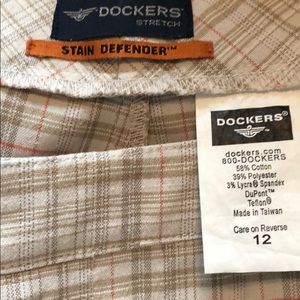 DOCKERS
STRETCH
STAIN DEFENDER™
DOCKERS®
dockers.com
800-DOCKERS
58% Cotton
39% Polyester
3% Lycra® Spandex
DuPont™
Teflon®
Made in Taiwan
Care on Reverse
12